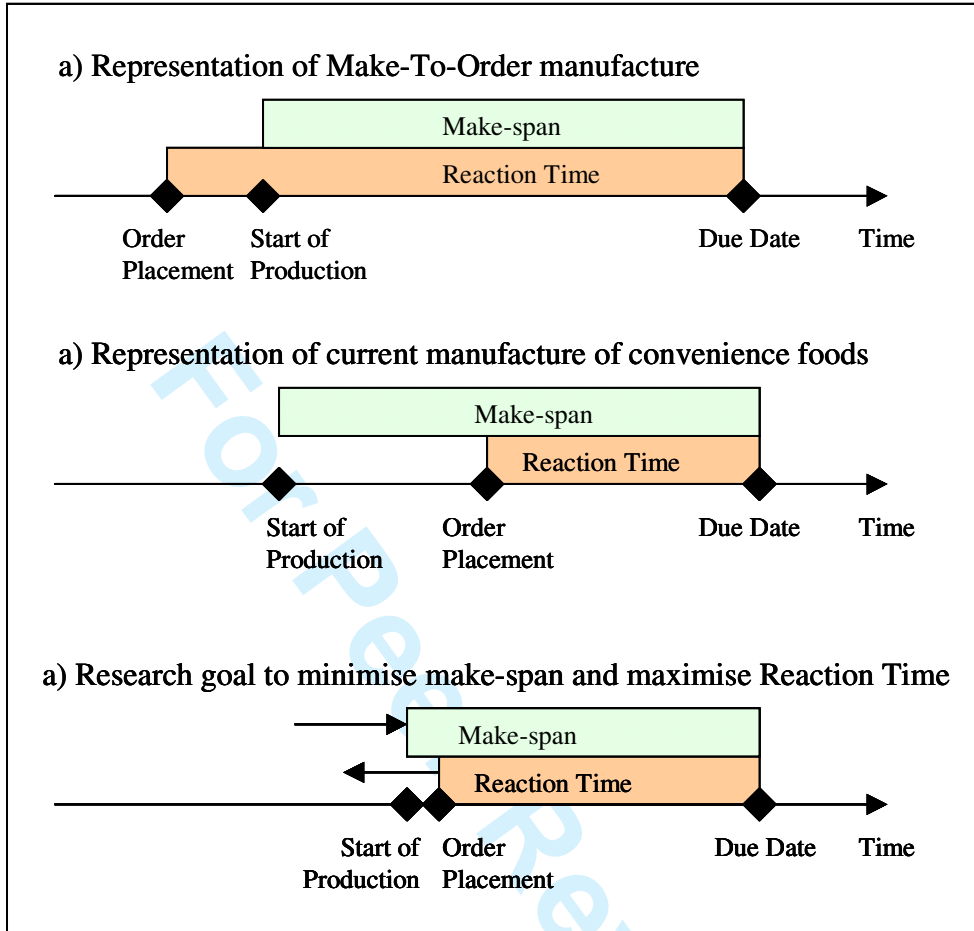 a) Representation of Make-To-Order manufacture
Make-span
Reaction Time
Order
Placement
Start of
Production
Due Date
Time
a) Representation of current manufacture of convenience foods
Make-span
Reaction Time
Start of
Production
Order
Placement
Due Date
Time
a) Research goal to minimise make-span and maximise Reaction Time
Make-span
Reaction Time
Start of
Production
Order
Placement
Due Date
Time
For Peer Rev